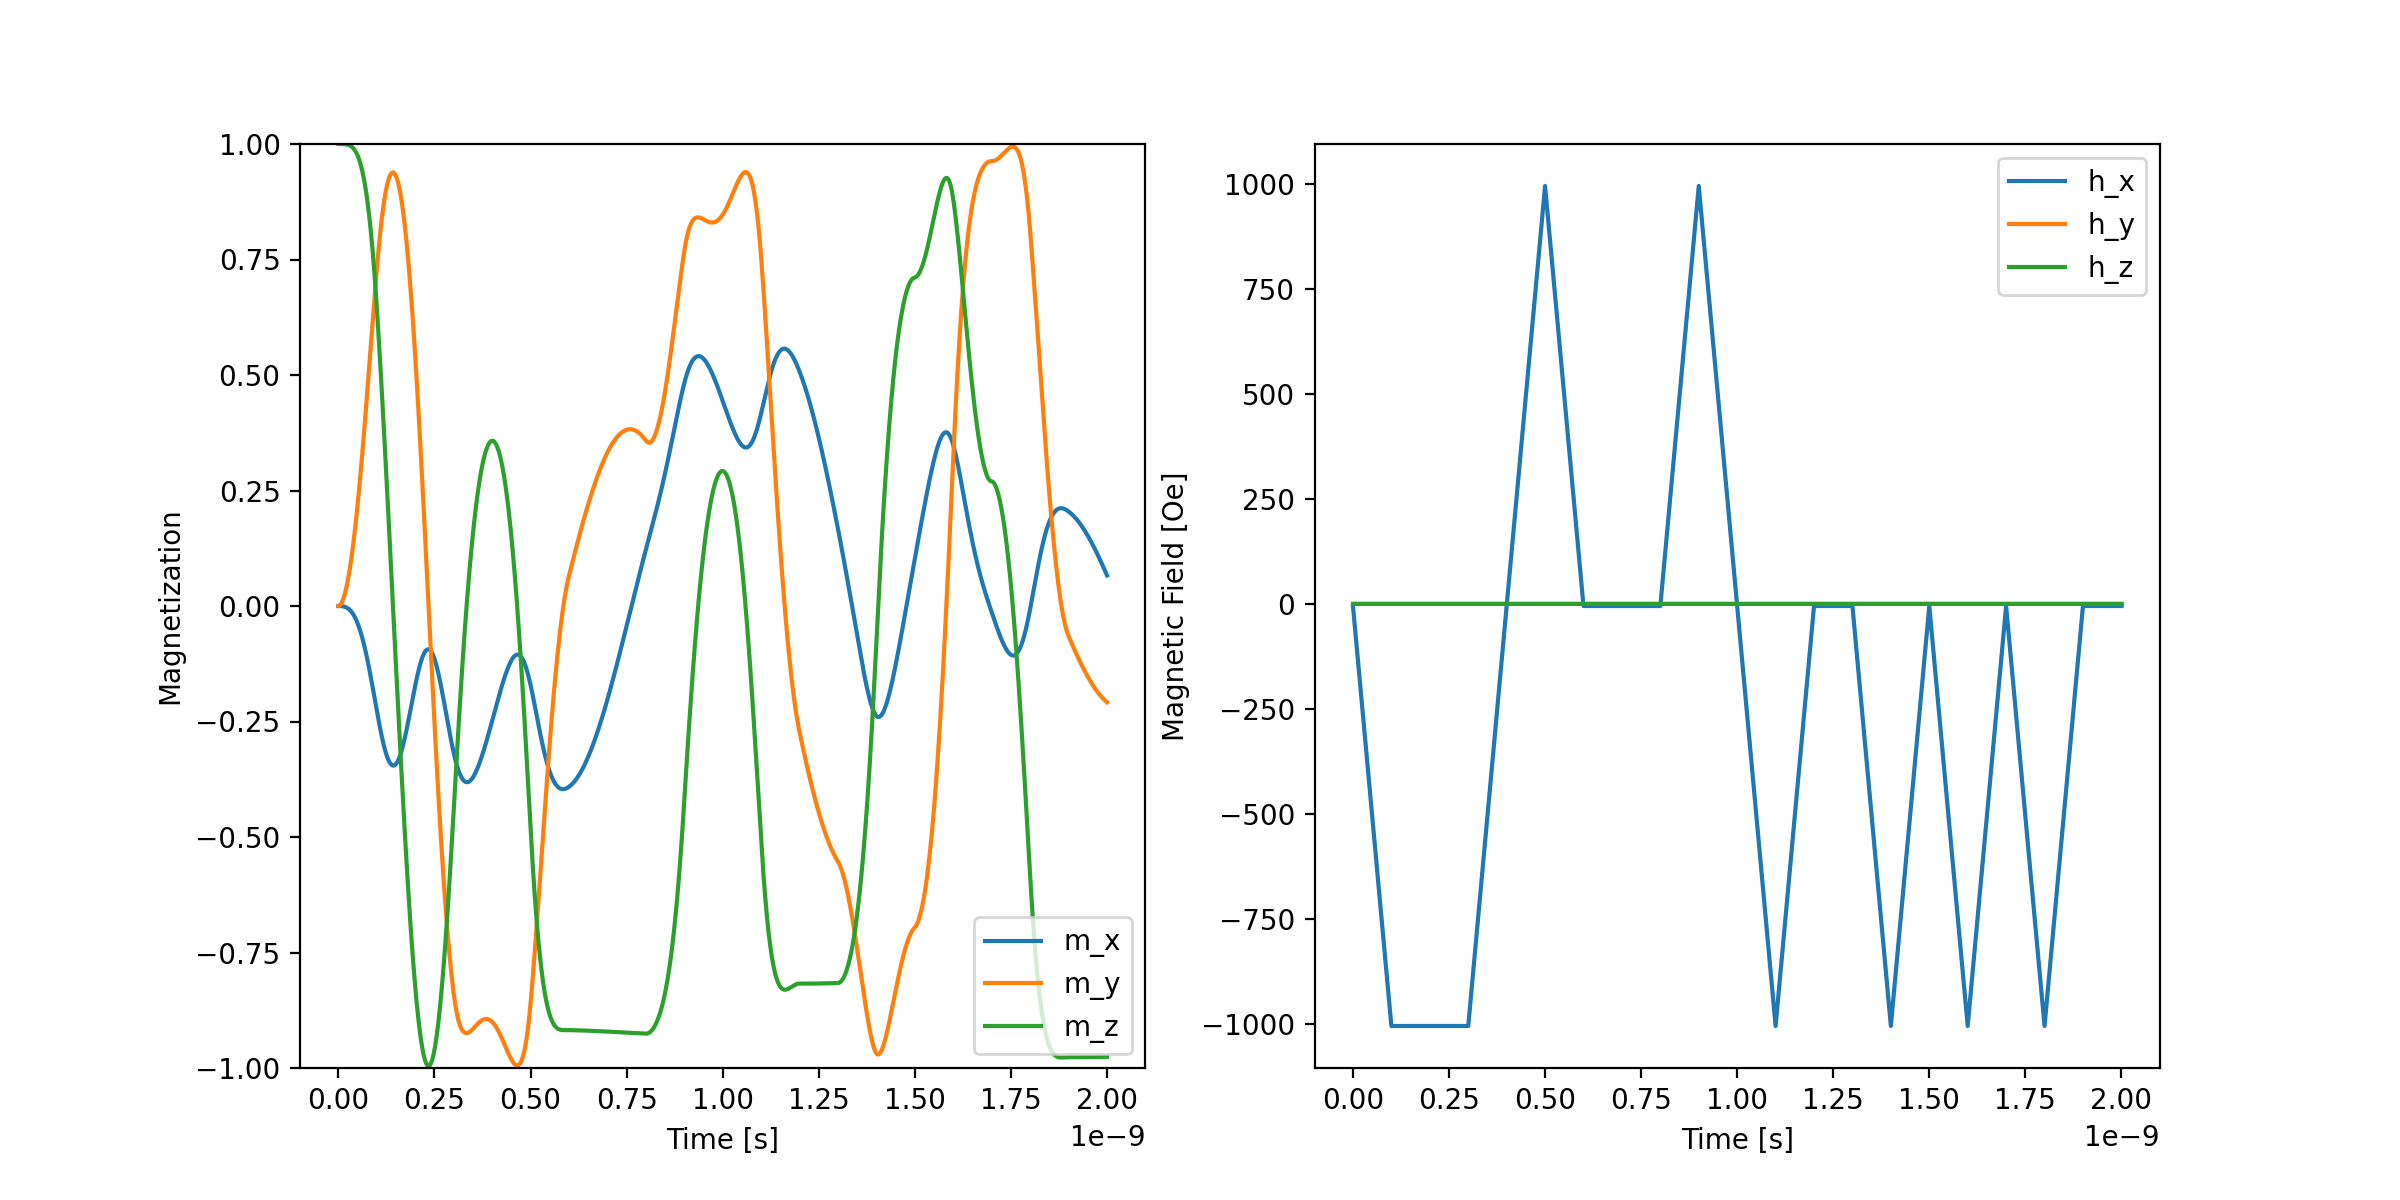 Magnetization
1.00
0.75
0.50
0.25
0.00
−0.25
−0.50
−0.75
−1.00
0.00 0.25 0.50 0.75 1.00 1.25 1.50 1.75 2.00
Time [s]
1e−9
m_x
m_y
m_z
Magnetic Field [Oe]
1000
750
500
250
0
−250
−500
−750
−1000
0.00 0.25 0.50 0.75 1.00 1.25 1.50 1.75 2.00
Time [s]
1e−9
h_x
h_y
h_z